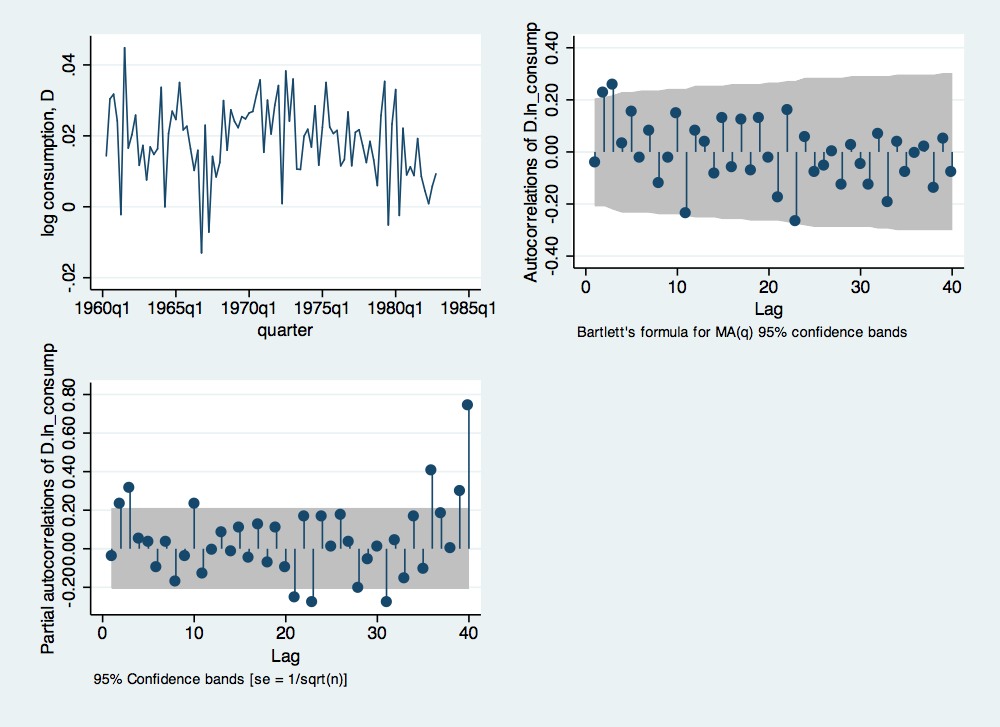 log consumption, D
.04
.02
0
-.02
1960q1 1965q1 1970q1 1975q1 1980q1 1985q1
quarter
Autocorrelations of D.ln_consump
0.40
0.20
0.00
-0.20
-0.40
0 10 20 30 40
Lag
Bartlett's formula for MA(q) 95% confidence bands
Partial autocorrelations of D.ln_consump
0.80
0.60
0.40
0.20
0.00
-0.20
0 10 20 30 40
Lag
95% Confidence bands [se = 1/sqrt(n)]